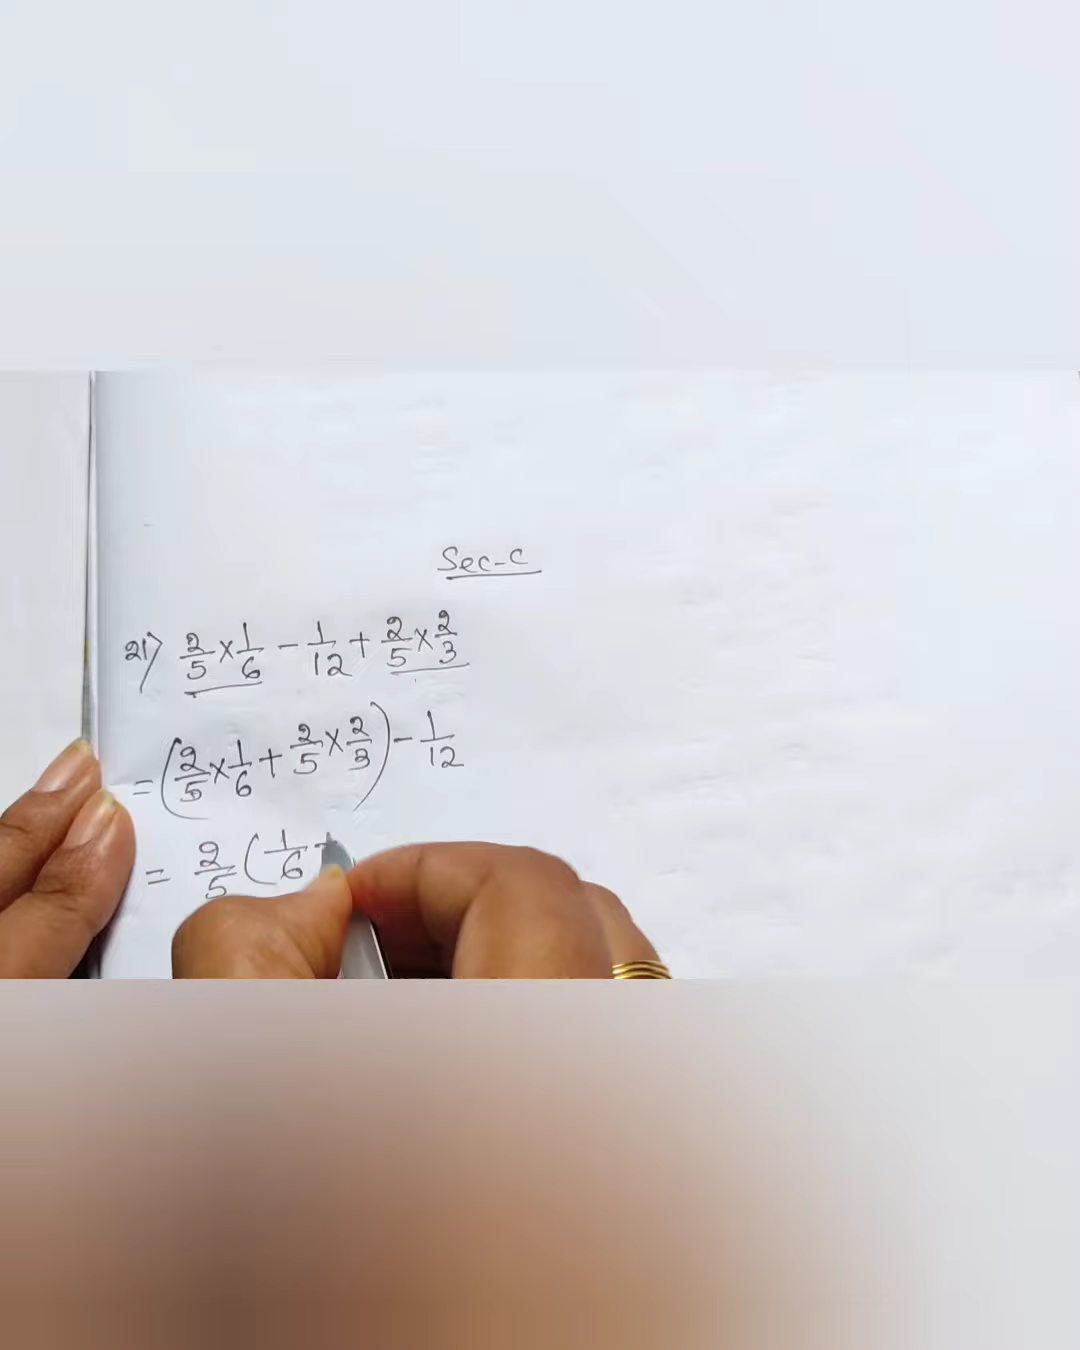 Sec-C
21) 2/5 × 1/6 - 1/12 + 2/5 × 2/3
= (2/5 × 1/6 + 2/5 × 2/3) - 1/12
= 2/5 (1/6 +